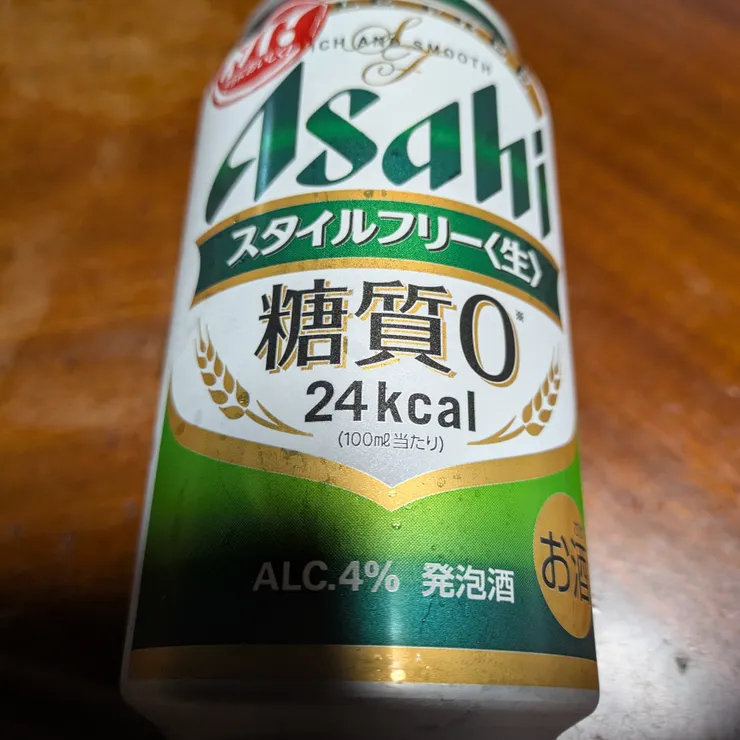 RICH AND SMOOTH
Asahi
スタイルフリー〈生〉
糖質0※
24kcal
(100㎖当たり)
ALC.4% 発泡酒
お酒